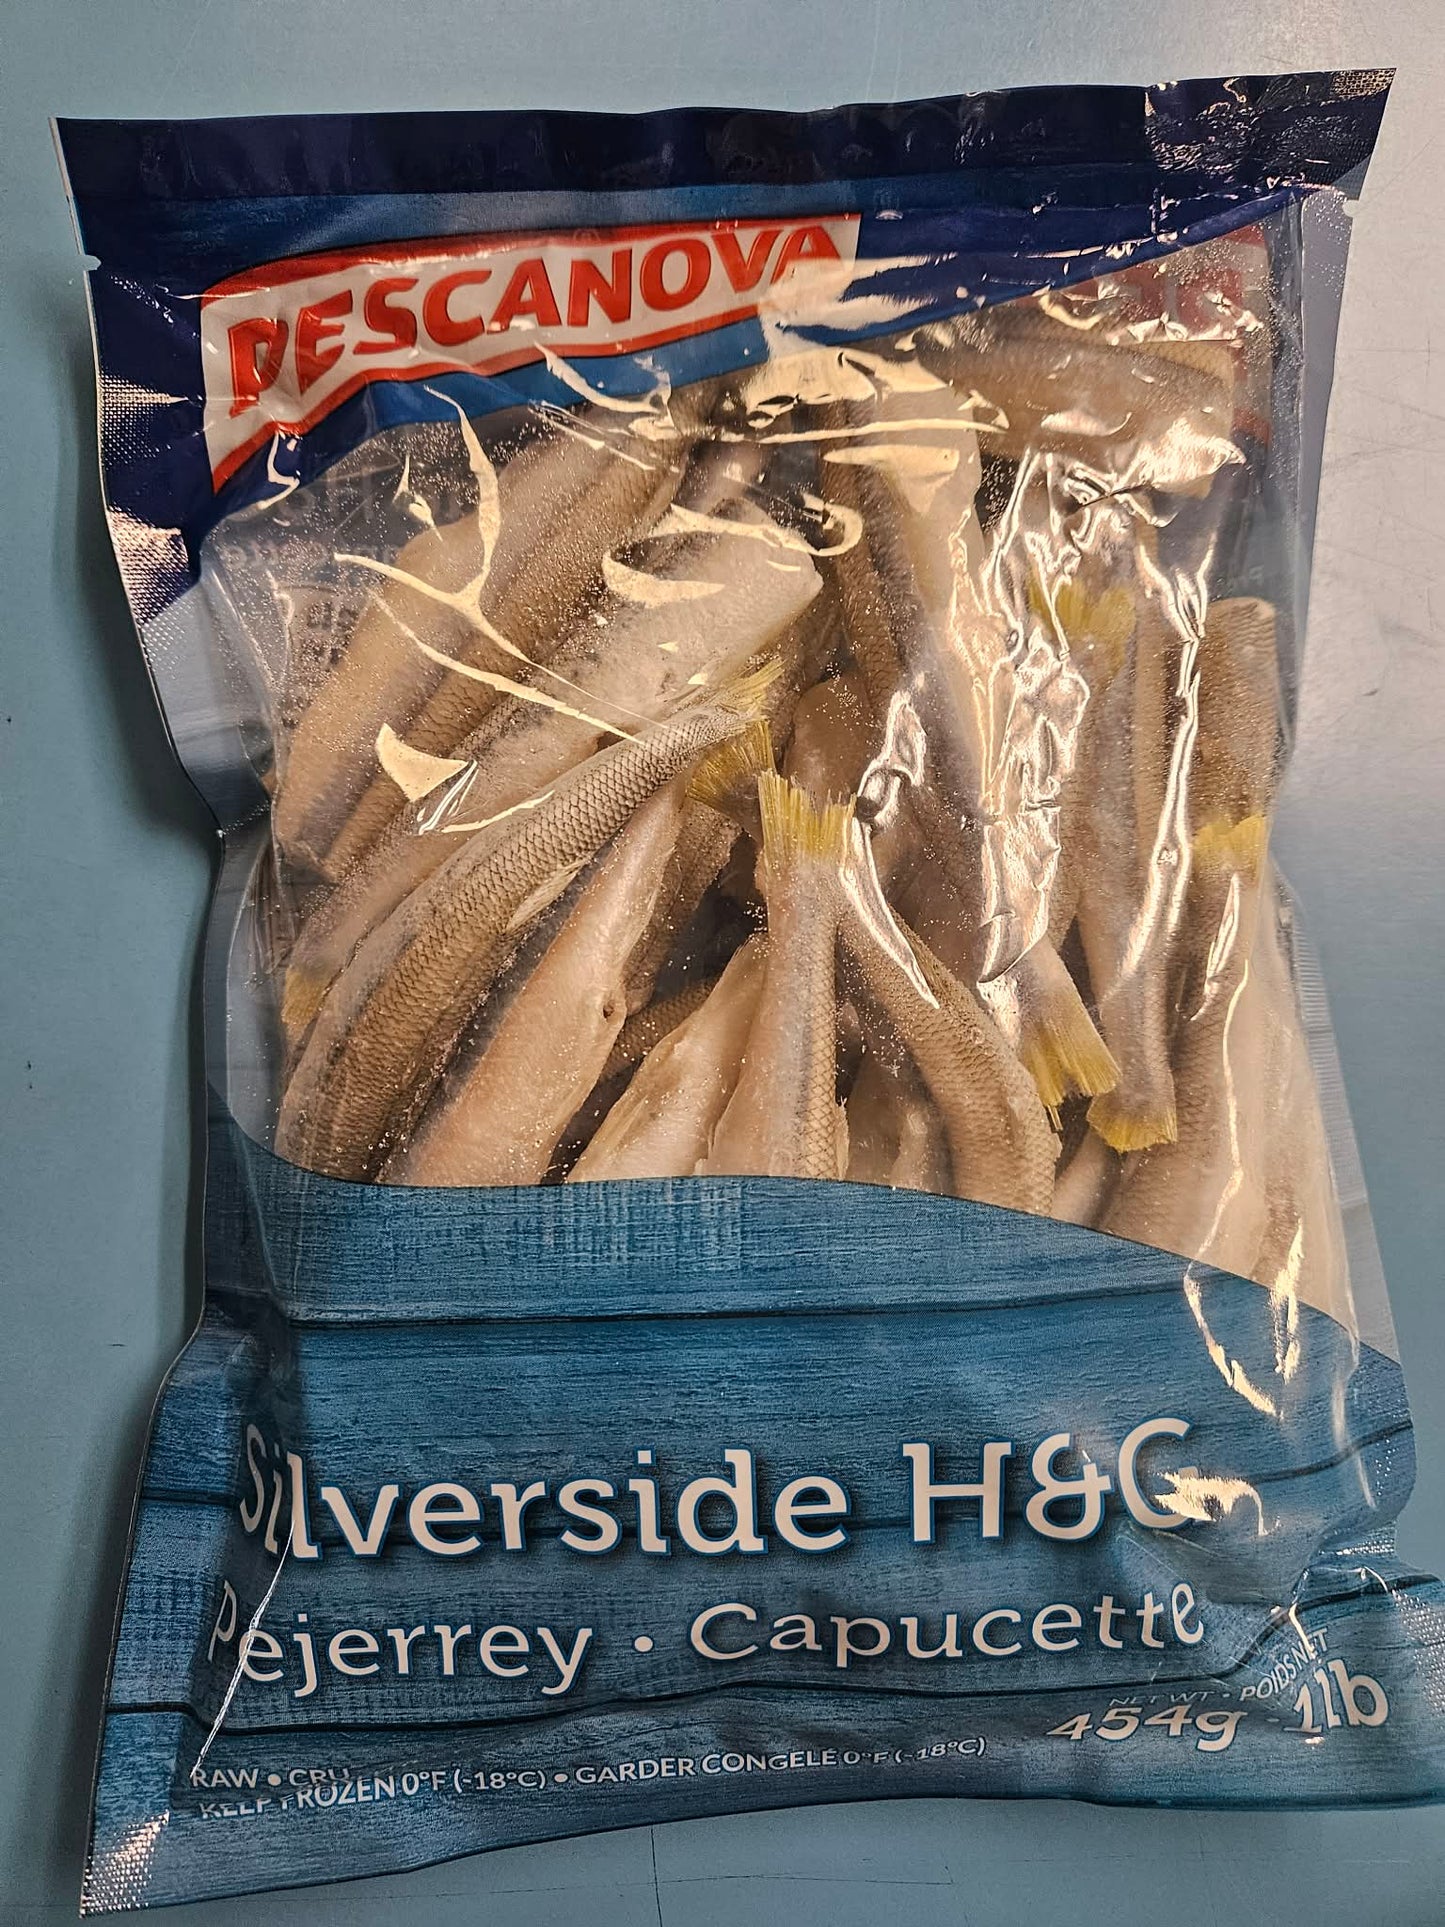 PESCANOVA
Silverside H&G
Pejerrey • Capucette
NET WT • POIDS NET
454g • 1lb
RAW • CRU
KEEP FROZEN 0°F (-18°C) • GARDER CONGELÉ 0°F (-18°C)